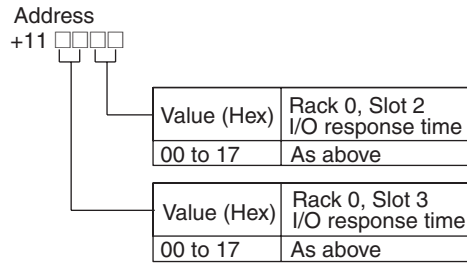 Address
+11 □□□□
Value (Hex) Rack 0, Slot 2
I/O response time
00 to 17 As above
Value (Hex) Rack 0, Slot 3
I/O response time
00 to 17 As above